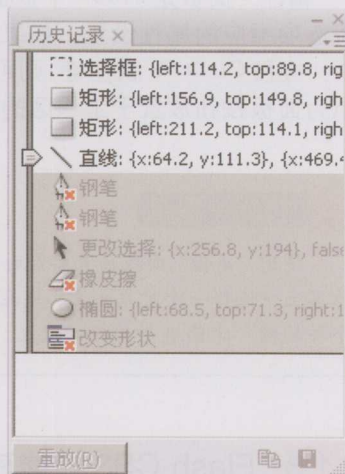 历史记录
选择框: {left:114.2, top:89.8, rig
矩形: {left:156.9, top:149.8, righ
矩形: {left:211.2, top:114.1, righ
直线: {x:64.2, y:111.3}, {x:469.4
钢笔
钢笔
更改选择: {x:256.8, y:194}, false
橡皮擦
椭圆: {left:68.5, top:71.3, right:1
改变形状
重放(R)